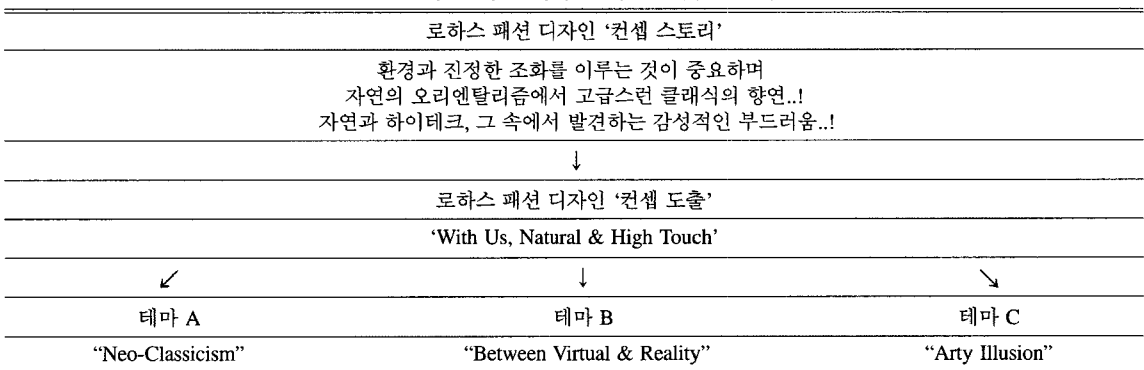 로하스 패션 디자인 ‘컨셉 스토리’
환경과 진정한 조화를 이루는 것이 중요하며
자연의 오리엔탈리즘에서 고급스런 클래식의 향연..!
자연과 하이테크, 그 속에서 발견하는 감성적인 부드러움..!
↓
로하스 패션 디자인 ‘컨셉 도출’
‘With Us, Natural & High Touch’
↙ ↓ ↘
테마 A 테마 B 테마 C
“Neo-Classicism” “Between Virtual & Reality” “Arty Illusion”